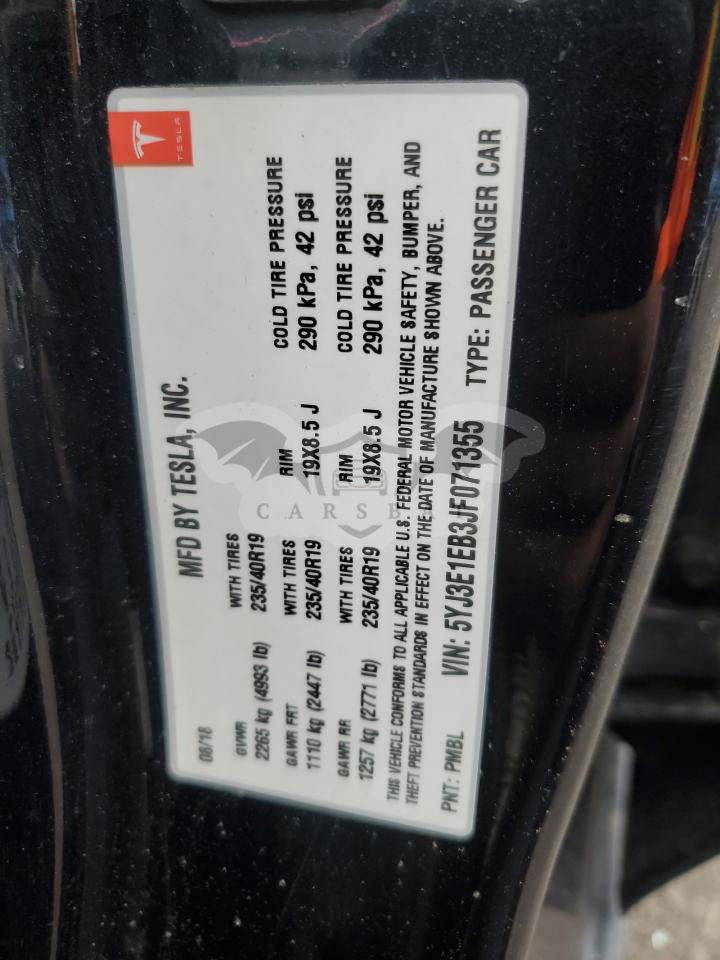 TESLA
MFD BY TESLA, INC.
08/18
GVWR WITH TIRES
2265 kg (4993 lb) 235/40R19
GAWR FRT WITH TIRES RIM COLD TIRE PRESSURE
1110 kg (2447 lb) 235/40R19 19X8.5 J 290 kPa, 42 psi
GAWR RR WITH TIRES RIM COLD TIRE PRESSURE
1257 kg (2771 lb) 235/40R19 19X8.5 J 290 kPa, 42 psi
THIS VEHICLE CONFORMS TO ALL APPLICABLE U.S. FEDERAL MOTOR VEHICLE SAFETY, BUMPER, AND
THEFT PREVENTION STANDARDS IN EFFECT ON THE DATE OF MANUFACTURE SHOWN ABOVE.
PNT: PMBL VIN: 5YJ3E1EB3JF071355 TYPE: PASSENGER CAR